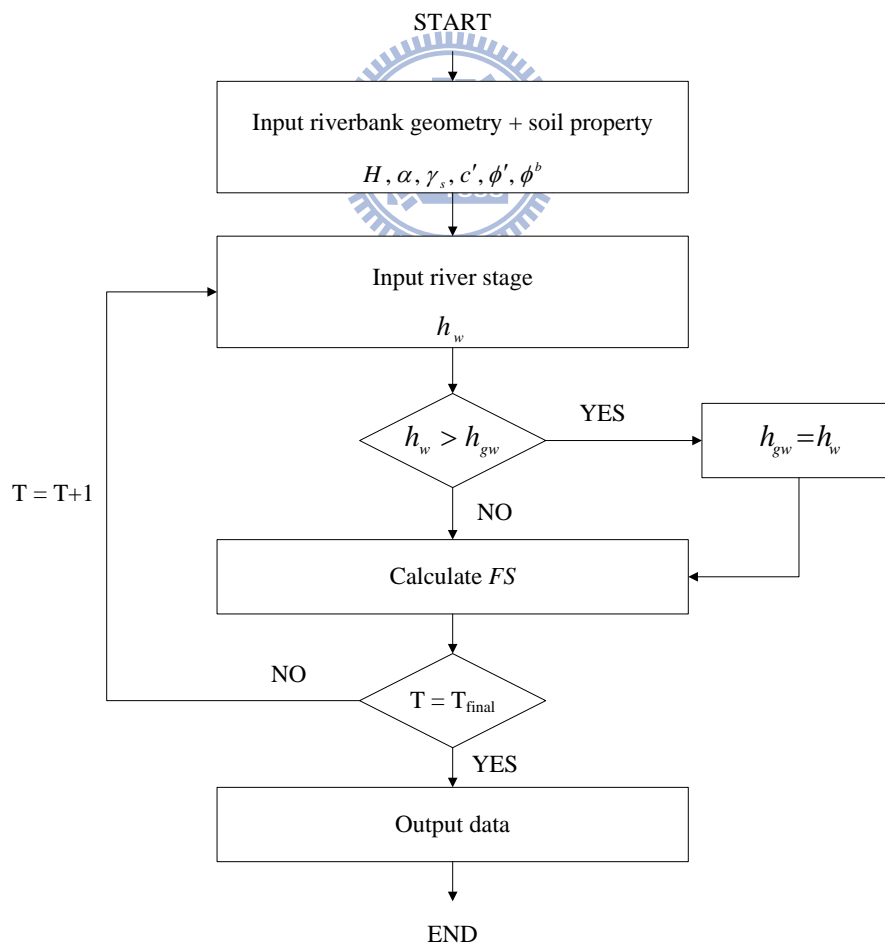 START
Input riverbank geometry + soil property
H, α, γ_s, c′, ϕ′, ϕ^b
Input river stage
h_w
h_w > h_gw
YES
h_gw = h_w
T = T+1
NO
Calculate FS
NO
T = T_final
YES
Output data
END